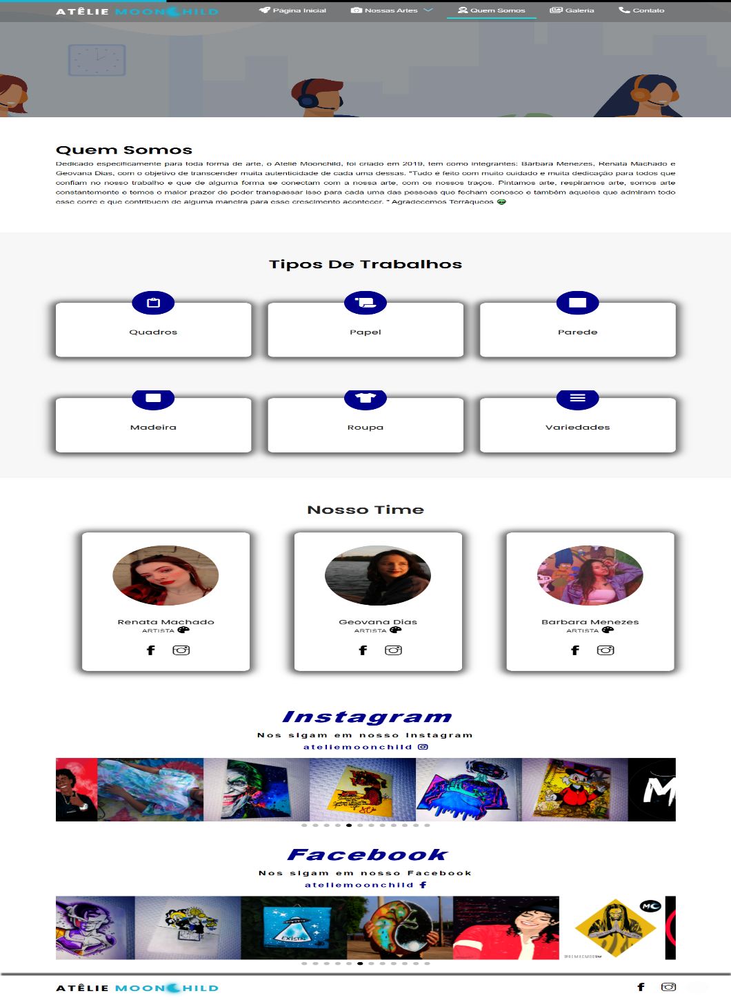 ATÊLIE MOONCHILD
Página Inicial
Nossas Artes
Quem Somos
Galeria
Contato
Quem Somos
Dedicado especificamente para toda forma de arte, o Ateliê Moonchild, foi criado em 2019, tem como integrantes: Bárbara Menezes, Renata Machado e
Geovana Dias, com o objetivo de transcender muita autenticidade de cada uma dessas. "Tudo é feito com muito cuidado e muita dedicação para todos que
confiam no nosso trabalho e que de alguma forma se conectam com a nossa arte, com os nossos traços. Pintamos arte, respiramos arte, somos arte
constantemente e temos o maior prazer de poder transpassar isso para cada uma das pessoas que fecham conosco e também aqueles que admiram todo
esse corre e que contribuem de alguma maneira para esse crescimento acontecer. " Agradecemos Terráqueos 👽
Tipos De Trabalhos
Quadros
Papel
Parede
Madeira
Roupa
Variedades
Nosso Time
Renata Machado
ARTISTA
Geovana Dias
ARTISTA
Barbara Menezes
ARTISTA
Instagram
Nos sigam em nosso Instagram
ateliemoonchild
M
Facebook
Nos sigam em nosso Facebook
ateliemoonchild
EXISTA!
MC
ATÊLIE MOONCHILD